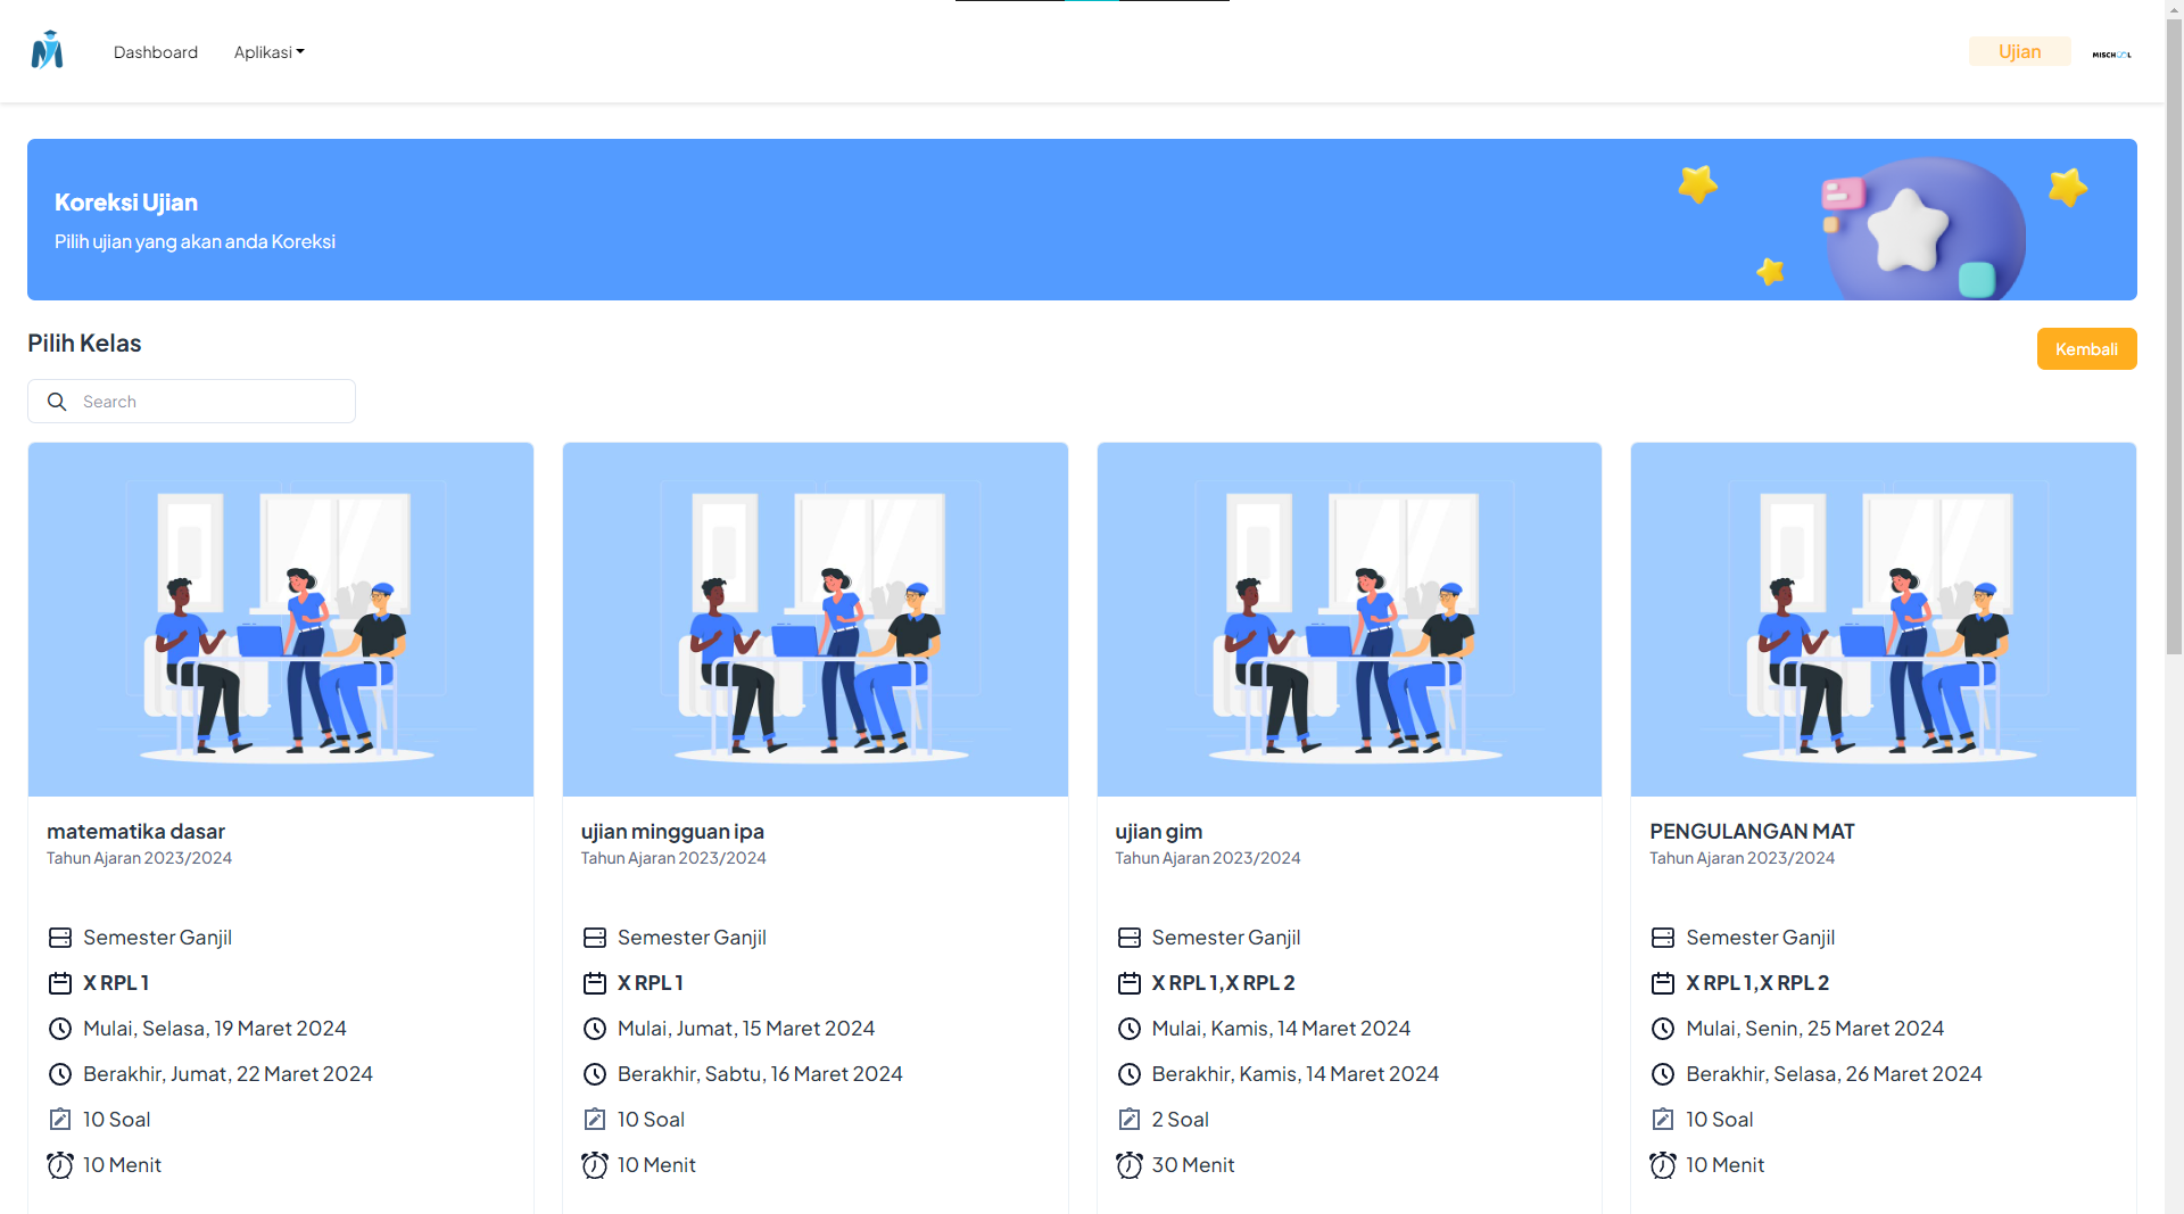 Dashboard
Aplikasi
Ujian
MISCHOOL
Koreksi Ujian
Pilih ujian yang akan anda Koreksi
Pilih Kelas
Kembali
Search
matematika dasar
Tahun Ajaran 2023/2024
Semester Ganjil
X RPL 1
Mulai, Selasa, 19 Maret 2024
Berakhir, Jumat, 22 Maret 2024
10 Soal
10 Menit
ujian mingguan ipa
Tahun Ajaran 2023/2024
Semester Ganjil
X RPL 1
Mulai, Jumat, 15 Maret 2024
Berakhir, Sabtu, 16 Maret 2024
10 Soal
10 Menit
ujian gim
Tahun Ajaran 2023/2024
Semester Ganjil
X RPL 1,X RPL 2
Mulai, Kamis, 14 Maret 2024
Berakhir, Kamis, 14 Maret 2024
2 Soal
30 Menit
PENGULANGAN MAT
Tahun Ajaran 2023/2024
Semester Ganjil
X RPL 1,X RPL 2
Mulai, Senin, 25 Maret 2024
Berakhir, Selasa, 26 Maret 2024
10 Soal
10 Menit